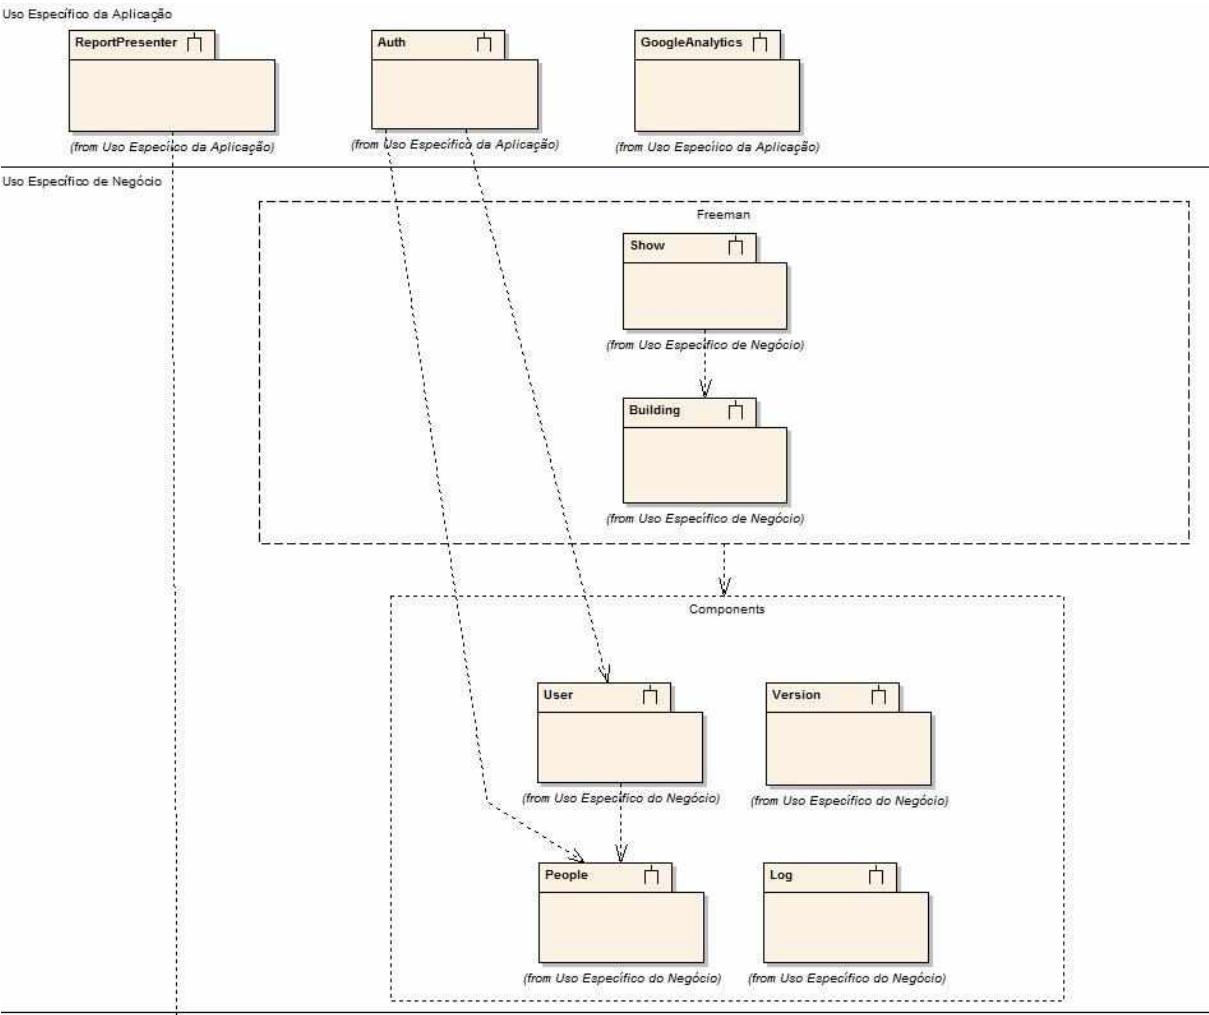 Uso Específico da Aplicação
ReportPresenter
Auth
GoogleAnalytics
(from Uso Especíico da Aplicação)
(from Uso Específico da Aplicação)
(from Uso Especíico da Aplicação)
Uso Específico de Negócio
Freeman
Show
(from Uso Específico de Negócio)
Building
(from Uso Específico de Negócio)
Components
User
Version
(from Uso Específico do Negócio)
(from Uso Específico do Negócio)
People
Log
(from Uso Específico do Negócio)
(from Uso Específico do Negócio)